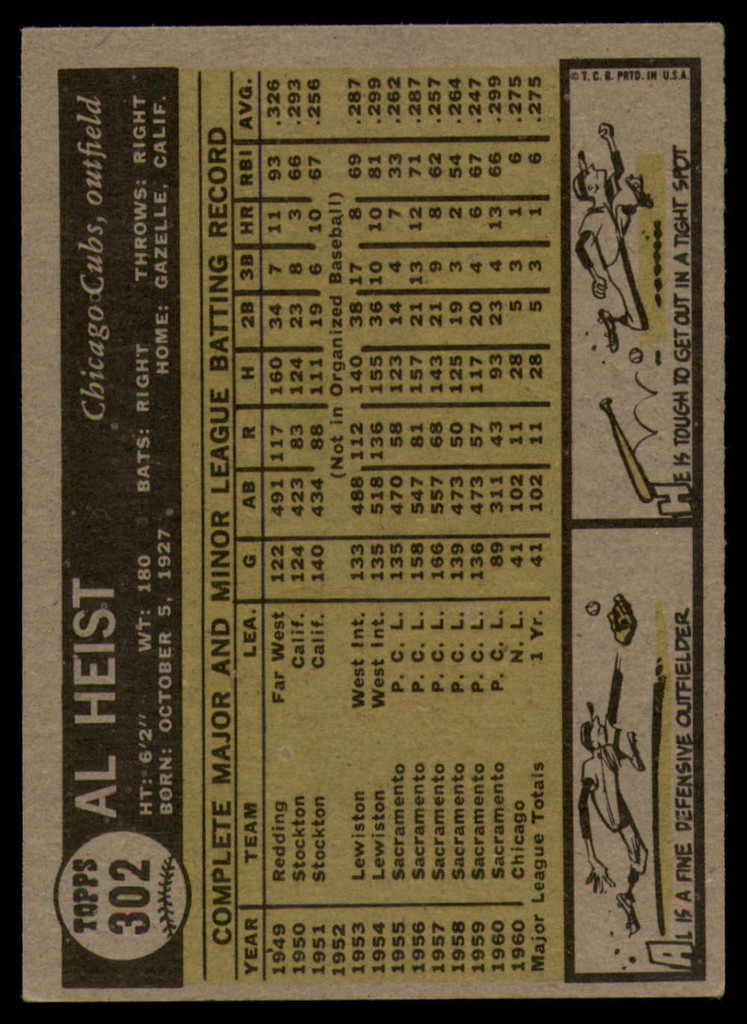 TOPPS
302
AL HEIST
Chicago Cubs, outfield
HT: 6'2" WT: 180 BATS: RIGHT THROWS: RIGHT
BORN: OCTOBER 5, 1927 HOME: GAZELLE, CALIF.
COMPLETE MAJOR AND MINOR LEAGUE BATTING RECORD
YEAR TEAM LEA. G AB R H 2B 3B HR RBI AVG.
1949 Redding Far West 122 491 117 160 34 7 11 93 .326
1950 Stockton Calif. 124 423 83 124 23 8 3 66 .293
1951 Stockton Calif. 140 434 88 111 19 6 10 67 .256
1952 (Not in Organized Baseball)
1953 Lewiston West Int. 133 488 112 140 38 17 8 69 .287
1954 Lewiston West Int. 135 518 136 155 36 10 10 81 .299
1955 Sacramento P. C. L. 135 470 58 123 14 4 7 33 .262
1956 Sacramento P. C. L. 158 547 81 157 21 13 12 71 .287
1957 Sacramento P. C. L. 166 557 68 143 21 9 8 62 .257
1958 Sacramento P. C. L. 139 473 50 125 19 3 2 54 .264
1959 Sacramento P. C. L. 136 473 57 117 20 4 6 67 .247
1960 Sacramento P. C. L. 89 311 43 93 23 4 13 66 .299
1960 Chicago N. L. 41 102 11 28 5 3 1 6 .275
Major League Totals 1 Yr. 41 102 11 28 5 3 1 6 .275
AL IS A FINE DEFENSIVE OUTFIELDER
HE IS TOUGH TO GET OUT IN A TIGHT SPOT
© T. C. G. PRTD. IN U.S.A.